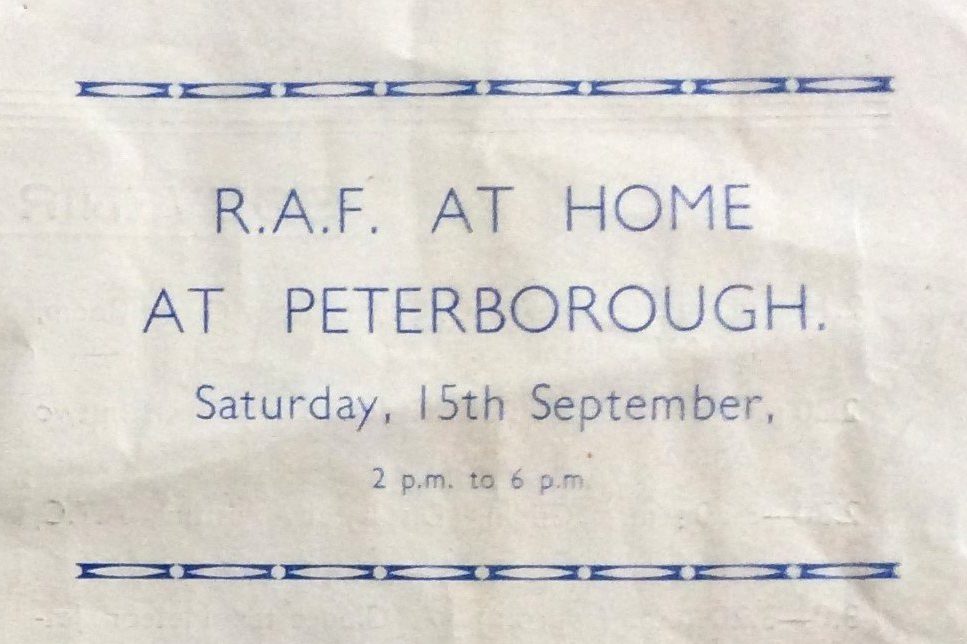 R.A.F. AT HOME
AT PETERBOROUGH.
Saturday, 15th September,
2 p.m. to 6 p.m.